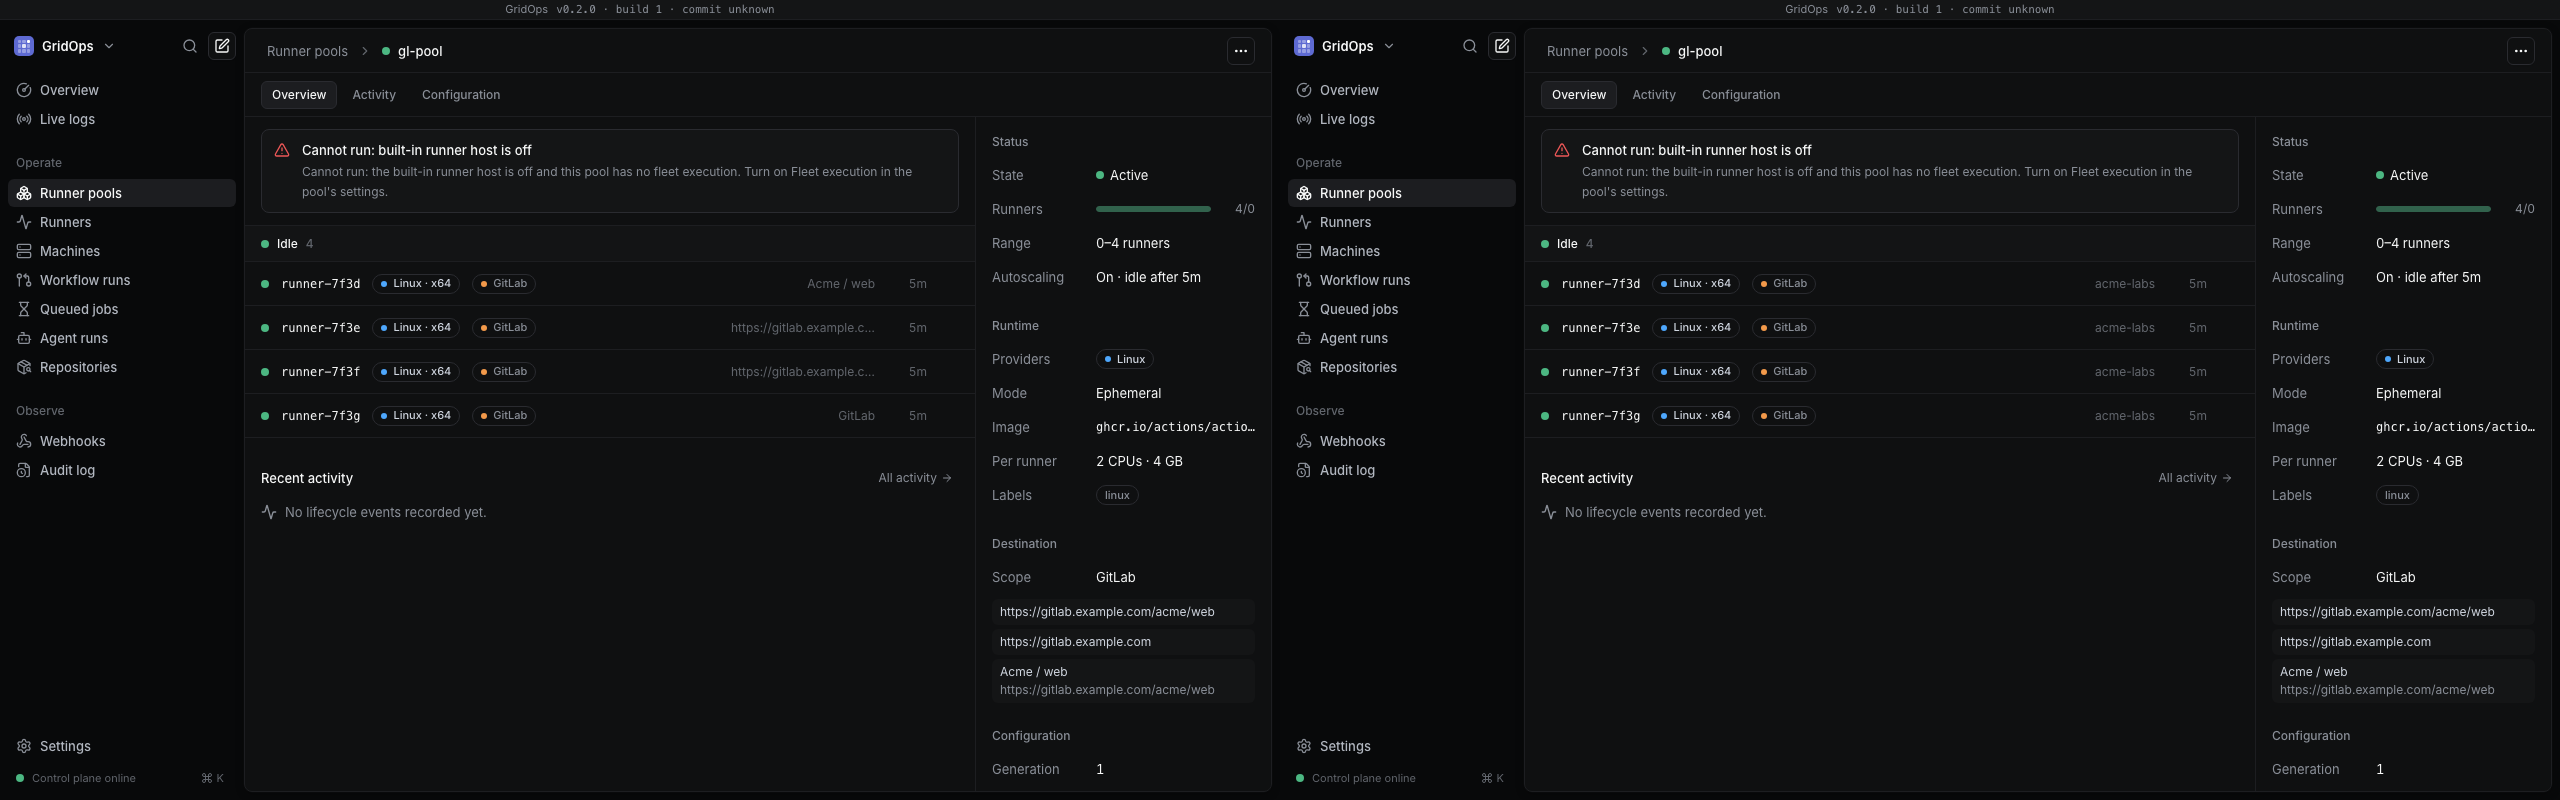 GridOps v0.2.0 · build 1 · commit unknown
GridOps
Overview
Live logs
Operate
Runner pools
Runners
Machines
Workflow runs
Queued jobs
Agent runs
Repositories
Observe
Webhooks
Audit log
Settings
Control plane online ⌘ K
Runner pools > gl-pool
Overview Activity Configuration
Cannot run: built-in runner host is off
Cannot run: the built-in runner host is off and this pool has no fleet execution. Turn on Fleet execution in the
pool's settings.
Idle 4
runner-7f3d Linux · x64 GitLab Acme / web 5m
runner-7f3e Linux · x64 GitLab https://gitlab.example.c... 5m
runner-7f3f Linux · x64 GitLab https://gitlab.example.c... 5m
runner-7f3g Linux · x64 GitLab GitLab 5m
Recent activity All activity →
No lifecycle events recorded yet.
Status
State Active
Runners 4/0
Range 0–4 runners
Autoscaling On · idle after 5m
Runtime
Providers Linux
Mode Ephemeral
Image ghcr.io/actions/actio…
Per runner 2 CPUs · 4 GB
Labels linux
Destination
Scope GitLab
https://gitlab.example.com/acme/web
https://gitlab.example.com
Acme / web
https://gitlab.example.com/acme/web
Configuration
Generation 1
GridOps v0.2.0 · build 1 · commit unknown
GridOps
Overview
Live logs
Operate
Runner pools
Runners
Machines
Workflow runs
Queued jobs
Agent runs
Repositories
Observe
Webhooks
Audit log
Settings
Control plane online ⌘ K
Runner pools > gl-pool
Overview Activity Configuration
Cannot run: built-in runner host is off
Cannot run: the built-in runner host is off and this pool has no fleet execution. Turn on Fleet execution in the
pool's settings.
Idle 4
runner-7f3d Linux · x64 GitLab acme-labs 5m
runner-7f3e Linux · x64 GitLab acme-labs 5m
runner-7f3f Linux · x64 GitLab acme-labs 5m
runner-7f3g Linux · x64 GitLab acme-labs 5m
Recent activity All activity →
No lifecycle events recorded yet.
Status
State Active
Runners 4/0
Range 0–4 runners
Autoscaling On · idle after 5m
Runtime
Providers Linux
Mode Ephemeral
Image ghcr.io/actions/actio…
Per runner 2 CPUs · 4 GB
Labels linux
Destination
Scope GitLab
https://gitlab.example.com/acme/web
https://gitlab.example.com
Acme / web
https://gitlab.example.com/acme/web
Configuration
Generation 1